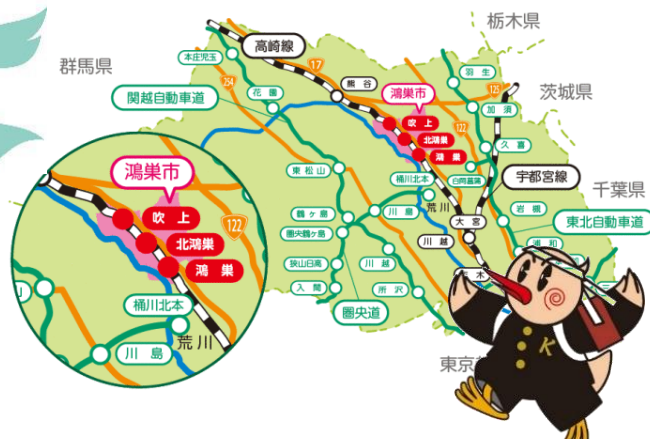 栃木県
高崎線
群馬県
本庄児玉
17
254
熊谷
羽生
125
茨城県
花園
鴻巣市
加須
関越自動車道
吹上
122
久喜
北鴻巣
鴻巣
東松山
白岡菖蒲
宇都宮線
桶川北本
千葉県
鴻巣市
荒川
岩槻
吹上
鶴ヶ島
川島
大宮
東北自動車道
122
圏央鶴ヶ島
川越
浦和
北鴻巣
狭山日高
川越
鴻巣
入間
所沢
桶川北本
圏央道
荒川
川島
東京
K